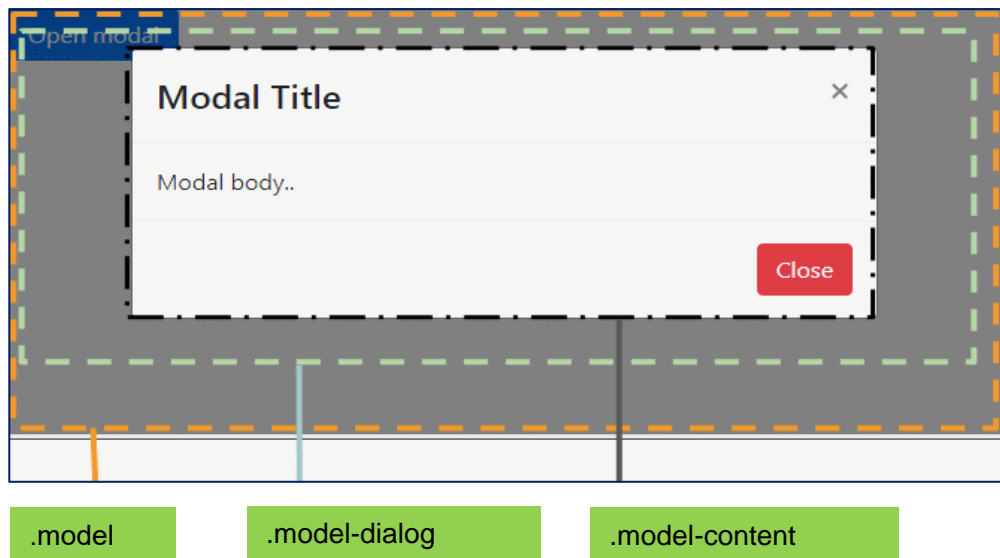 Open modal
Modal Title ×
Modal body..
Close
.model .model-dialog .model-content